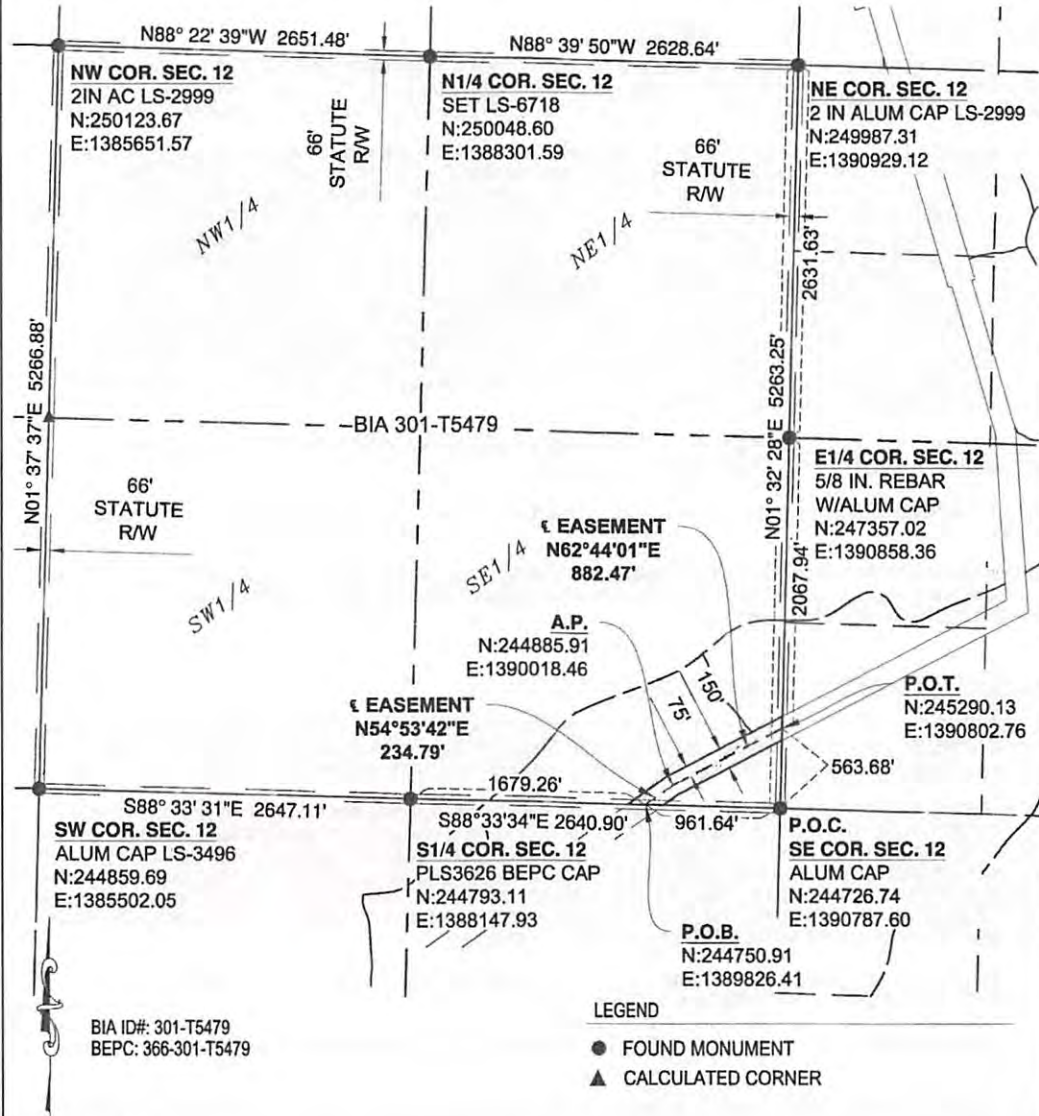 N88° 22' 39"W 2651.48'
N88° 39' 50"W 2628.64'
NW COR. SEC. 12
2IN AC LS-2999
N:250123.67
E:1385651.57
66'
STATUTE
R/W
N1/4 COR. SEC. 12
SET LS-6718
N:250048.60
E:1388301.59
NE COR. SEC. 12
2 IN ALUM CAP LS-2999
N:249987.31
E:1390929.12
66'
STATUTE
R/W
NW1/4
NE1/4
2631.63'
N01° 37' 37"E 5266.88'
BIA 301-T5479
N01° 32' 28"E 5263.25'
E1/4 COR. SEC. 12
5/8 IN. REBAR
W/ALUM CAP
N:247357.02
E:1390858.36
66'
STATUTE
R/W
SW1/4
SE1/4
℄ EASEMENT
N62°44'01"E
882.47'
2067.94'
A.P.
N:244885.91
E:1390018.46
150'
75'
P.O.T.
N:245290.13
E:1390802.76
℄ EASEMENT
N54°53'42"E
234.79'
563.68'
1679.26'
S88° 33' 31"E 2647.11'
S88°33'34"E 2640.90'
961.64'
SW COR. SEC. 12
ALUM CAP LS-3496
N:244859.69
E:1385502.05
S1/4 COR. SEC. 12
PLS3626 BEPC CAP
N:244793.11
E:1388147.93
P.O.C.
SE COR. SEC. 12
ALUM CAP
N:244726.74
E:1390787.60
P.O.B.
N:244750.91
E:1389826.41
BIA ID#: 301-T5479
BEPC: 366-301-T5479
LEGEND
FOUND MONUMENT
CALCULATED CORNER